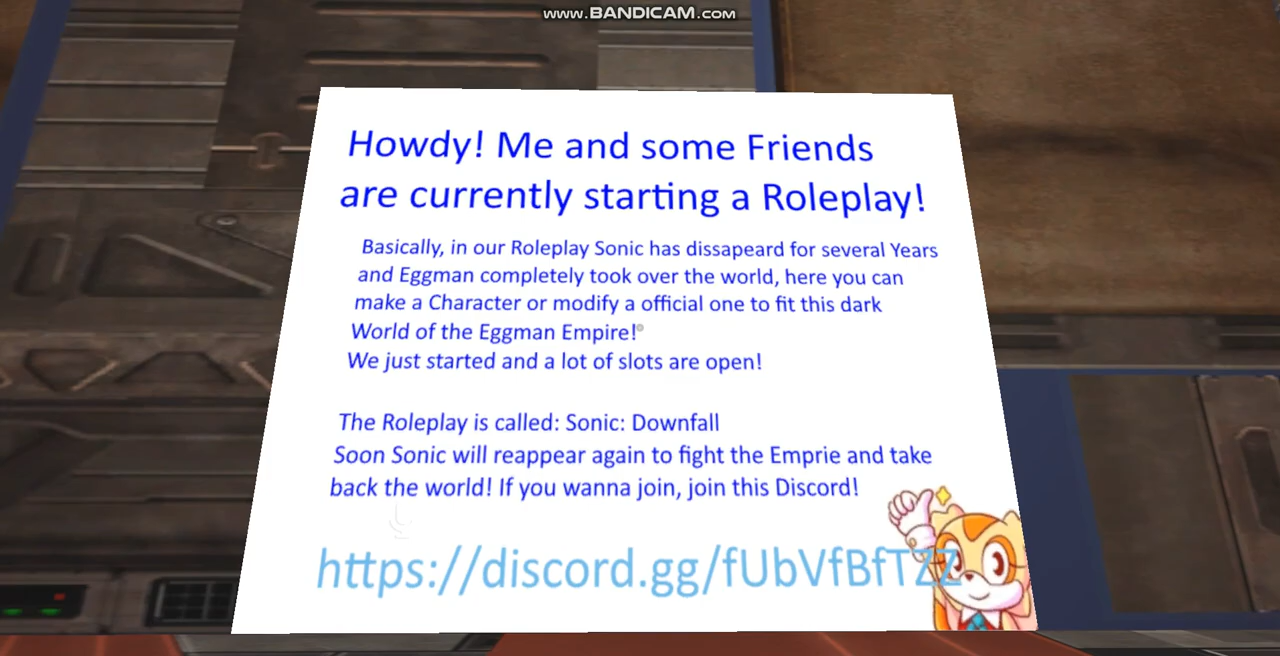 www.BANDICAM.com
Howdy! Me and some Friends
are currently starting a Roleplay!
Basically, in our Roleplay Sonic has dissapeard for several Years
and Eggman completely took over the world, here you can
make a Character or modify a official one to fit this dark
World of the Eggman Empire!
We just started and a lot of slots are open!
The Roleplay is called: Sonic: Downfall
Soon Sonic will reappear again to fight the Emprie and take
back the world! If you wanna join, join this Discord!
https://discord.gg/fUbVfBfTZZ